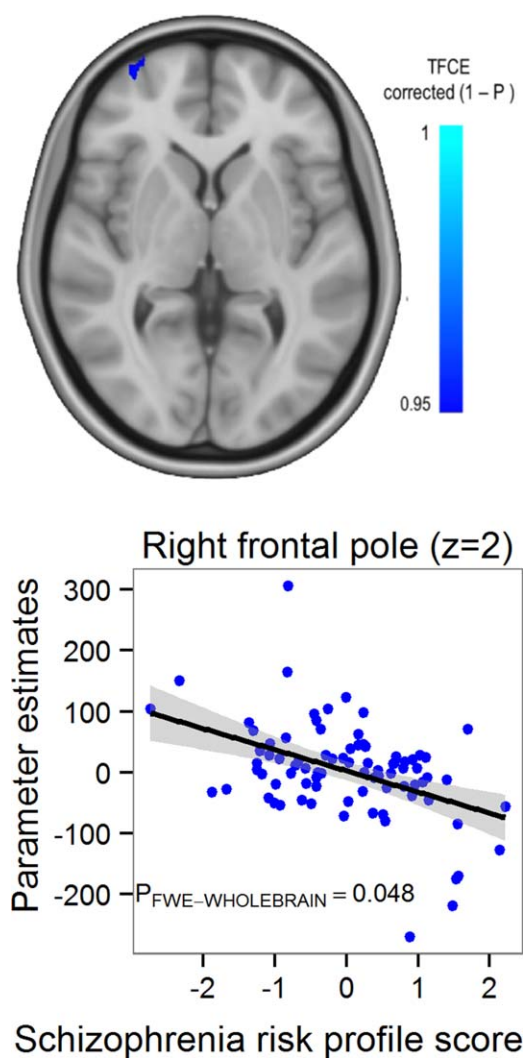 TFCE
corrected (1 – P )
1
0.95
Right frontal pole (z=2)
Parameter estimates
300
200
100
0
-100
-200
P FWE–WHOLEBRAIN = 0.048
-2 -1 0 1 2
Schizophrenia risk profile score